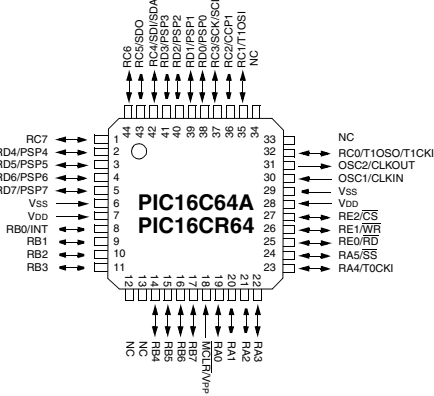 RC6
RC5/SDO
RC4/SDI/SDA
RD3/PSP3
RD2/PSP2
RD1/PSP1
RD0/PSP0
RC3/SCK/SCL
RC2/CCP1
RC1/T1OSI
NC
44
43
42
41
40
39
38
37
36
35
34
RC7
RD4/PSP4
RD5/PSP5
RD6/PSP6
RD7/PSP7
VSS
VDD
RB0/INT
RB1
RB2
RB3
1
2
3
4
5
6
7
8
9
10
11
PIC16C64A
PIC16CR64
33
32
31
30
29
28
27
26
25
24
23
NC
RC0/T1OSO/T1CKI
OSC2/CLKOUT
OSC1/CLKIN
VSS
VDD
RE2/CS
RE1/WR
RE0/RD
RA5/SS
RA4/T0CKI
12
13
14
15
16
17
18
19
20
21
22
NC
NC
RB4
RB5
RB6
RB7
MCLR/VPP
RA0
RA1
RA2
RA3